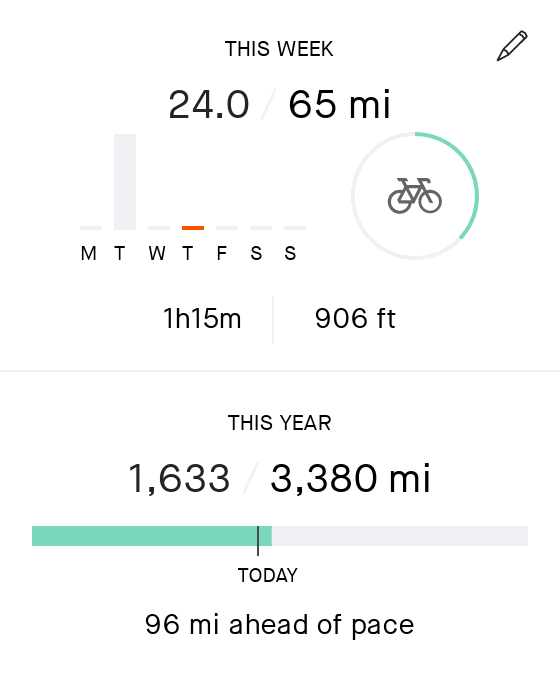 THIS WEEK
24.0 / 65 mi
M T W T F S S
1h15m 906 ft
THIS YEAR
1,633 / 3,380 mi
TODAY
96 mi ahead of pace